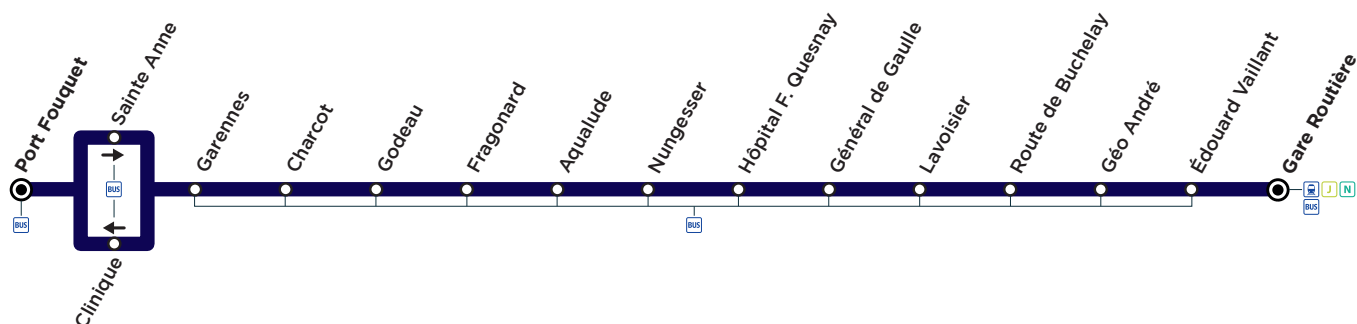 Port Fouquet
Sainte Anne
Clinique
Garennes
Charcot
Godeau
Fragonard
Aqualude
Nungesser
Hôpital F. Quesnay
Général de Gaulle
Lavoisier
Route de Buchelay
Géo André
Édouard Vaillant
Gare Routière
BUS
BUS
BUS
J N
BUS